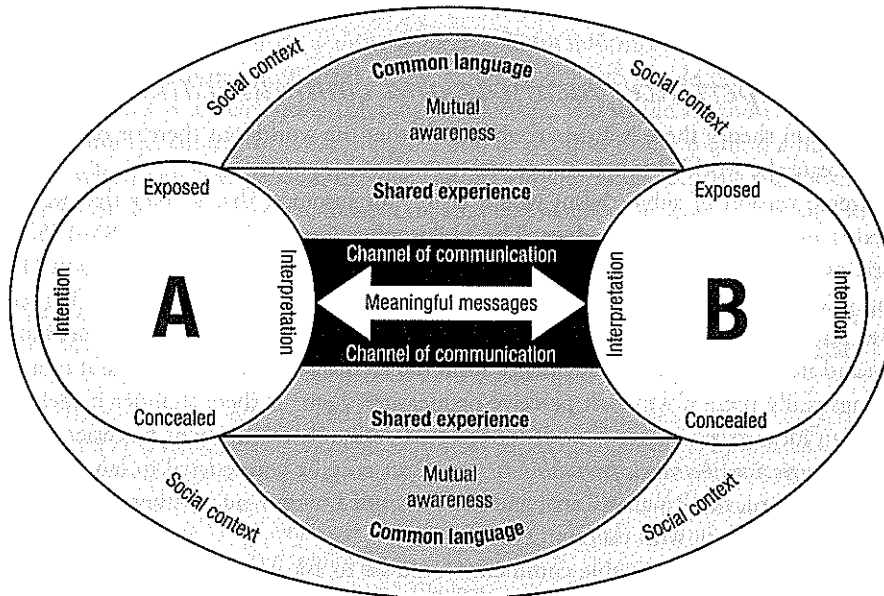 Social context
Social context
Common language
Mutual
awareness
Exposed
Exposed
Shared experience
Channel of communication
Intention
A
Interpretation
Meaningful messages
Interpretation
B
Intention
Channel of communication
Concealed
Concealed
Shared experience
Mutual
awareness
Common language
Social context
Social context